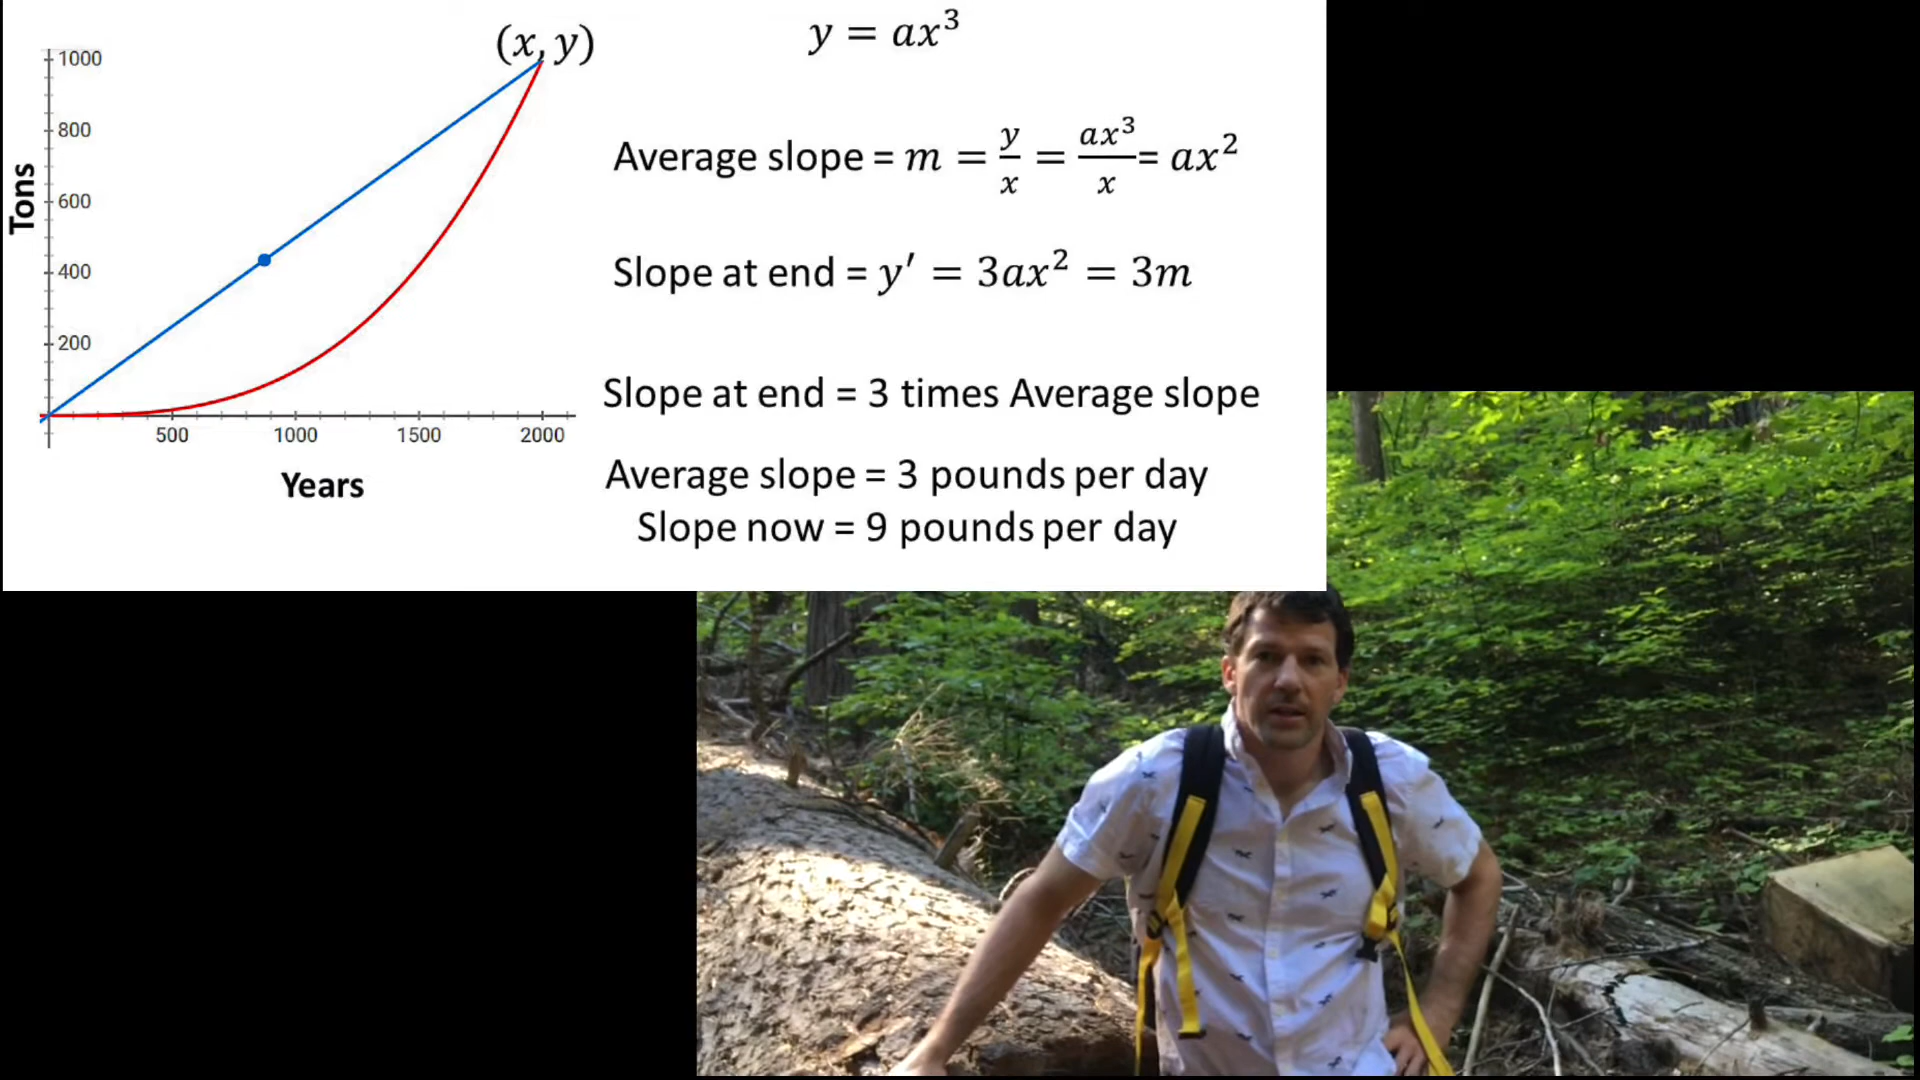 (x, y)
1000
800
600
400
200
Tons
500 1000 1500 2000
Years
y = ax³
Average slope = m = y/x = ax³/x = ax²
Slope at end = y′ = 3ax² = 3m
Slope at end = 3 times Average slope
Average slope = 3 pounds per day
Slope now = 9 pounds per day